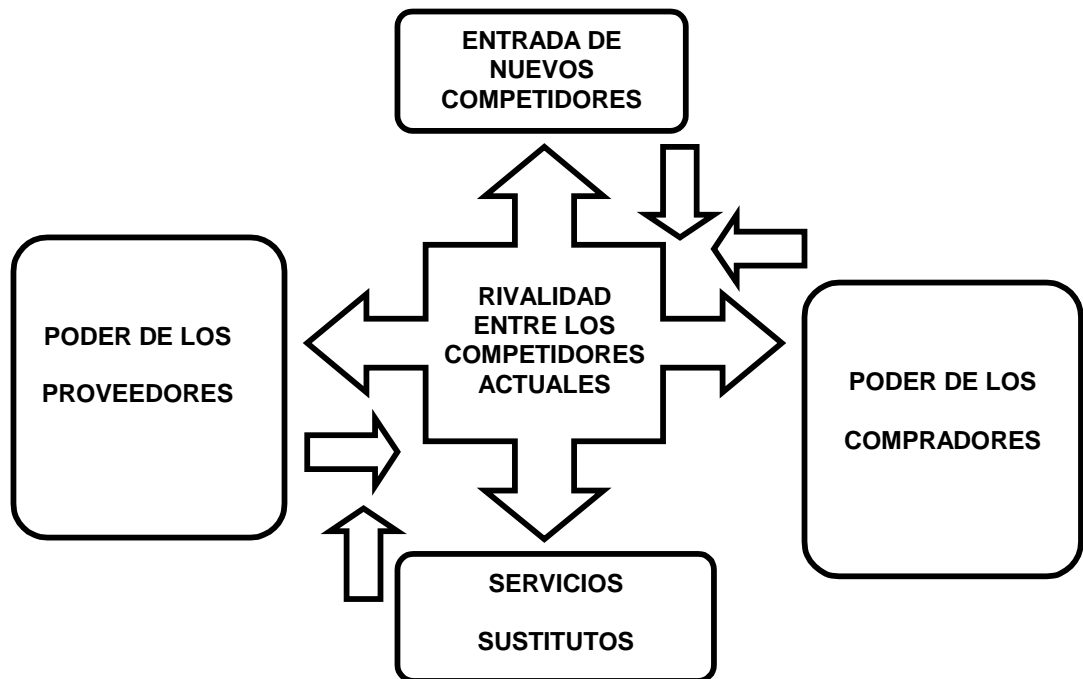 ENTRADA DE
NUEVOS
COMPETIDORES
PODER DE LOS
PROVEEDORES
RIVALIDAD
ENTRE LOS
COMPETIDORES
ACTUALES
PODER DE LOS
COMPRADORES
SERVICIOS
SUSTITUTOS